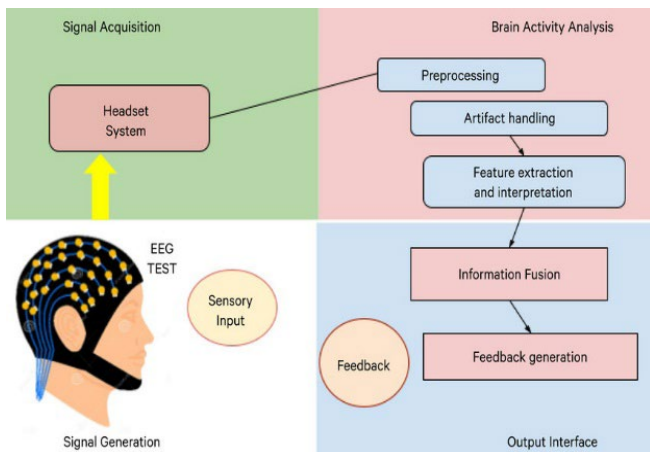 Signal Acquisition
Brain Activity Analysis
Headset
System
Preprocessing
Artifact handling
Feature extraction
and interpretation
EEG
TEST
Sensory
Input
Signal Generation
Information Fusion
Feedback generation
Feedback
Output Interface